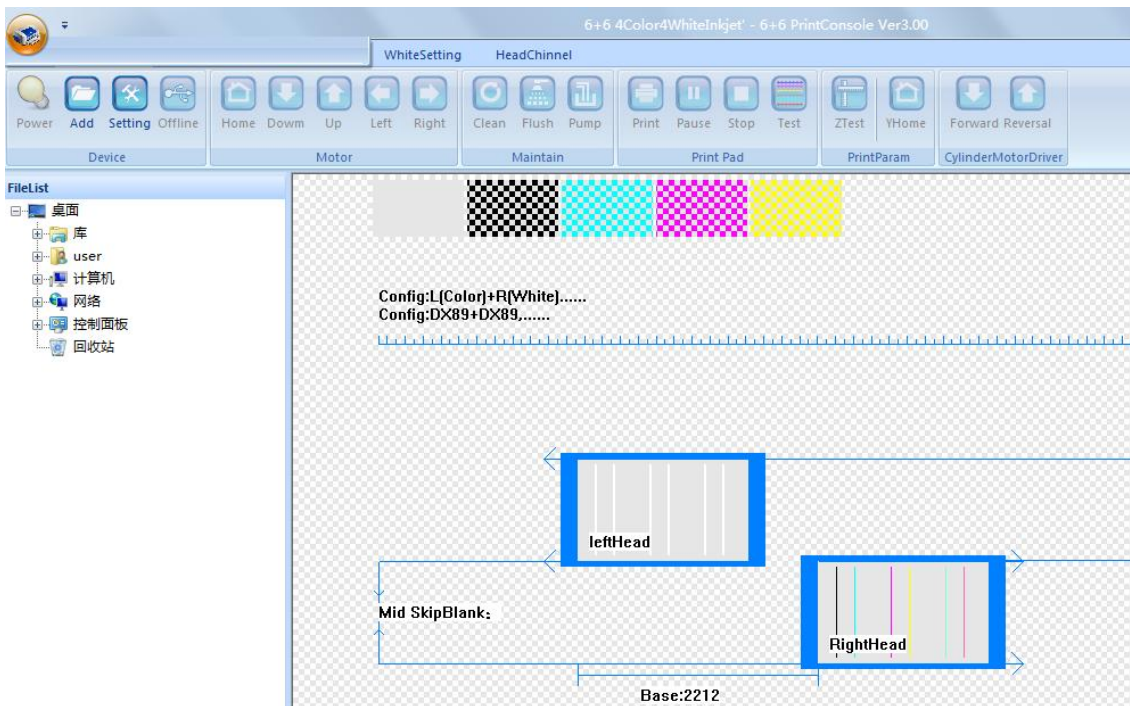 6+6 4Color4WhiteInkjet' - 6+6 PrintConsole Ver3.00
WhiteSetting HeadChinnel
Power Add Setting Offline Home Dowm Up Left Right Clean Flush Pump Print Pause Stop Test ZTest YHome Forward Reversal
Device Motor Maintain Print Pad PrintParam CylinderMotorDriver
FileList
桌面
库
user
计算机
网络
控制面板
回收站
Config:L(Color)+R(White)......
Config:DX89+DX89,......
leftHead
Mid SkipBlank:
RightHead
Base:2212